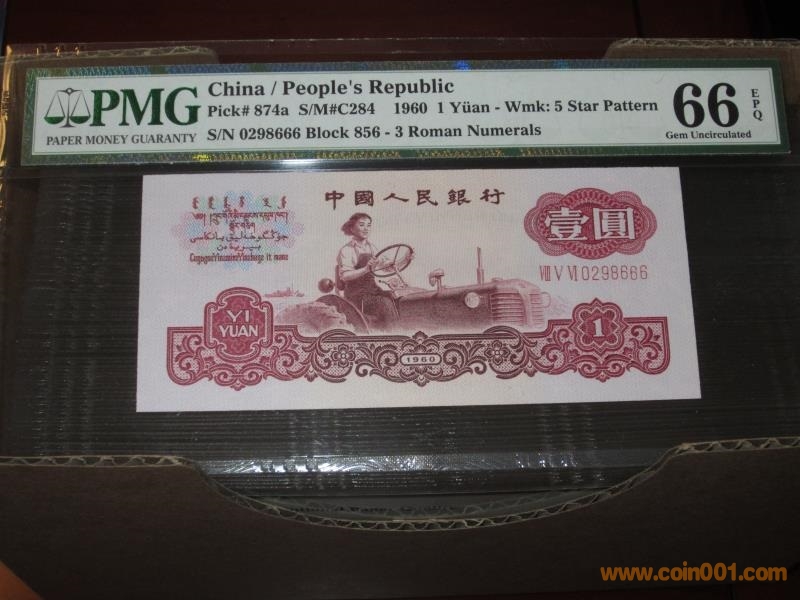 PMG
PAPER MONEY GUARANTY
China / People's Republic
Pick# 874a S/M#C284 1960 1 Yüan - Wmk: 5 Star Pattern
S/N 0298666 Block 856 - 3 Roman Numerals
66 EPQ
Gem Uncirculated
中國人民銀行
壹圓
VIII V VI 0298666
YI
YUAN
1960
1
www.coin001.com